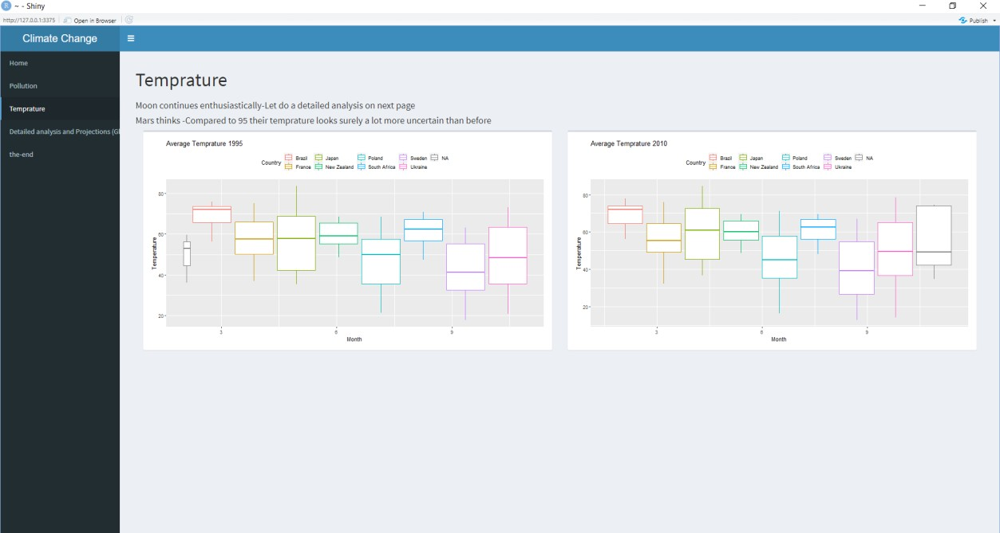 ~ - Shiny
http://127.0.0.1:3375 Open in Browser Publish
Climate Change
Home
Pollution
Temprature
Detailed analysis and Projections (Gl
the-end
Temprature
Moon continues enthusiastically-Let do a detailed analysis on next page
Mars thinks -Compared to 95 their temprature looks surely a lot more uncertain than before
Average Temprature 1995
Country
Brazil Japan Poland Sweden NA
France New Zealand South Africa Ukraine
Temperature
80
60
40
20
3 6 9
Month
Average Temprature 2010
Country
Brazil Japan Poland Sweden NA
France New Zealand South Africa Ukraine
Temperature
80
60
40
20
3 6 9
Month